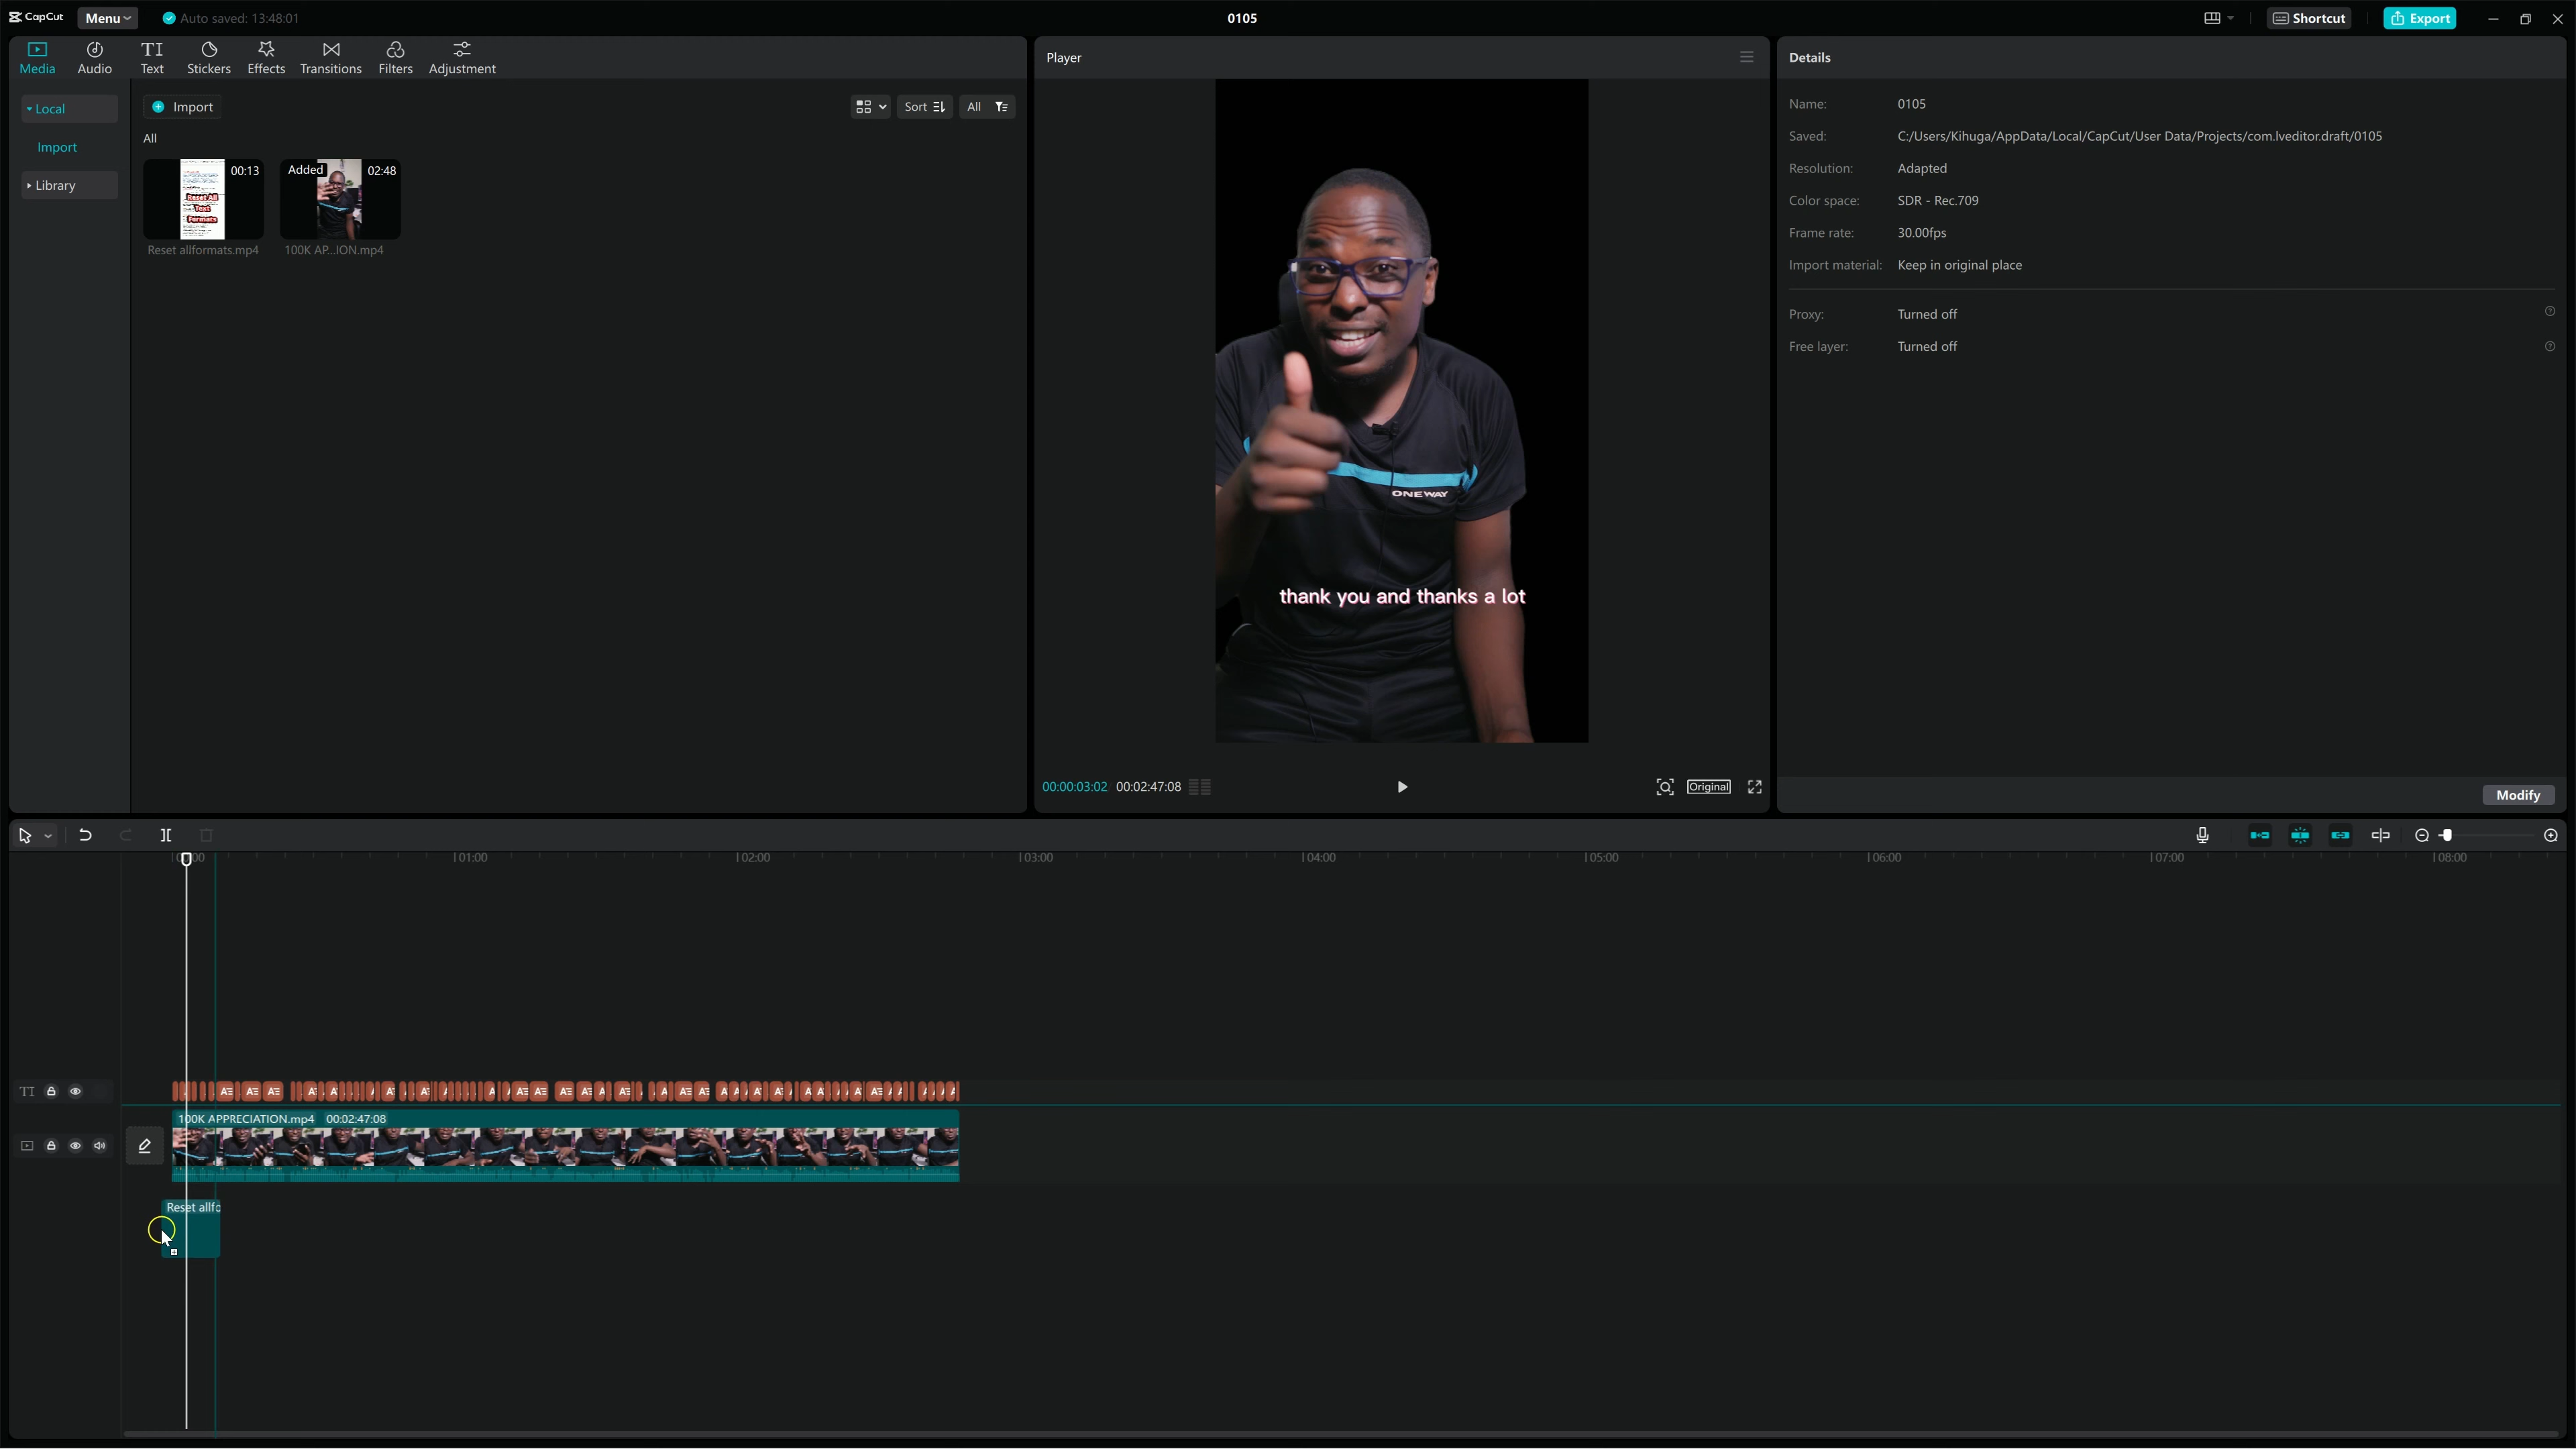 CapCut Menu Auto saved: 13:48:01 0105 Shortcut Export
Media Audio Text Stickers Effects Transitions Filters Adjustment
Local
Import
Library
Import Sort All
All
00:13
Reset All
Text
Formats
Reset allformats.mp4
Added 02:48
100K AP...ION.mp4
Player
ONEWAY
thank you and thanks a lot
00:00:03:02 00:02:47:08 Original
Details
Name: 0105
Saved: C:/Users/Kihuga/AppData/Local/CapCut/User Data/Projects/com.lveditor.draft/0105
Resolution: Adapted
Color space: SDR - Rec.709
Frame rate: 30.00fps
Import material: Keep in original place
Proxy: Turned off
Free layer: Turned off
Modify
01:00 02:00 03:00 04:00 05:00 06:00 07:00 08:00
100K APPRECIATION.mp4 00:02:47:08
Reset allfo